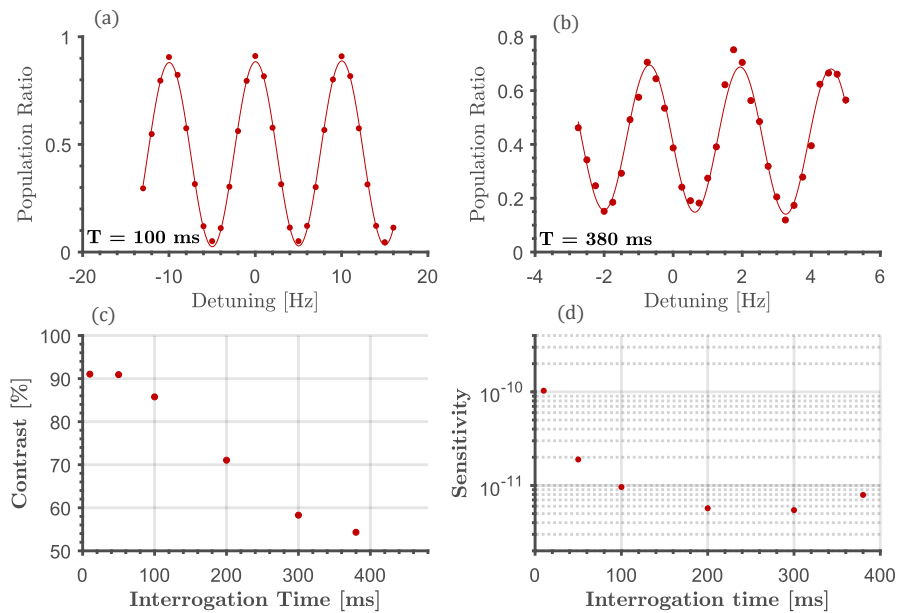 (a)
Population Ratio
1
0.5
0
T = 100 ms
-20 -10 0 10 20
Detuning [Hz]
(b)
Population Ratio
0.8
0.6
0.4
0.2
0
T = 380 ms
-4 -2 0 2 4 6
Detuning [Hz]
(c)
Contrast [%]
100
90
80
70
60
50
0 100 200 300 400
Interrogation Time [ms]
(d)
Sensitivity
10⁻¹⁰
10⁻¹¹
0 100 200 300 400
Interrogation time [ms]